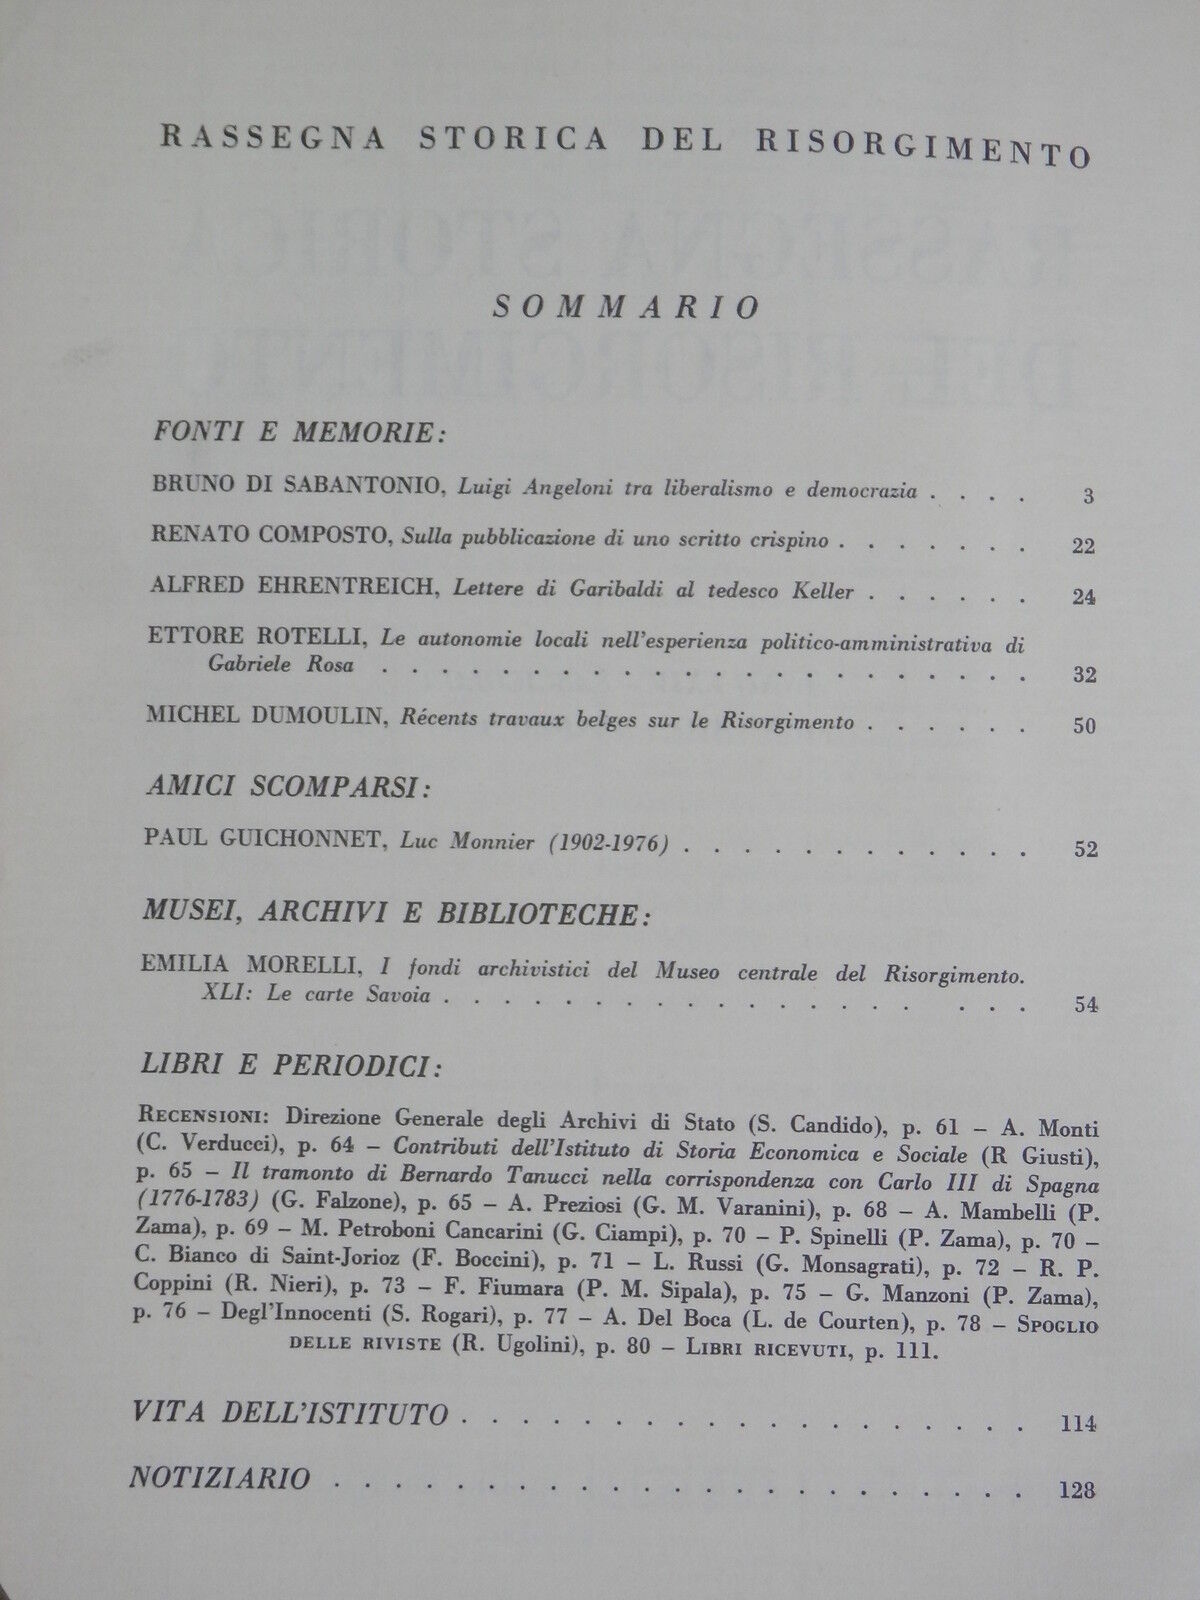 RASSEGNA STORICA DEL RISORGIMENTO
SOMMARIO
FONTI E MEMORIE:
BRUNO DI SABANTONIO, Luigi Angeloni tra liberalismo e democrazia . . . . 3
RENATO COMPOSTO, Sulla pubblicazione di uno scritto crispino . . . . . . . 22
ALFRED EHRENTREICH, Lettere di Garibaldi al tedesco Keller . . . . . . 24
ETTORE ROTELLI, Le autonomie locali nell'esperienza politico-amministrativa di
Gabriele Rosa . . . . . . . . . . . . . . . . . . . . . . 32
MICHEL DUMOULIN, Récents travaux belges sur le Risorgimento . . . . . . 50
AMICI SCOMPARSI:
PAUL GUICHONNET, Luc Monnier (1902-1976) . . . . . . . . . . . . 52
MUSEI, ARCHIVI E BIBLIOTECHE:
EMILIA MORELLI, I fondi archivistici del Museo centrale del Risorgimento.
XLI: Le carte Savoia . . . . . . . . . . . . . . . . . . . 54
LIBRI E PERIODICI:
RECENSIONI: Direzione Generale degli Archivi di Stato (S. Candido), p. 61 – A. Monti
(C. Verducci), p. 64 – Contributi dell'Istituto di Storia Economica e Sociale (R Giusti),
p. 65 – Il tramonto di Bernardo Tanucci nella corrispondenza con Carlo III di Spagna
(1776-1783) (G. Falzone), p. 65 – A. Preziosi (G. M. Varanini), p. 68 – A. Mambelli (P.
Zama), p. 69 – M. Petroboni Cancarini (G. Ciampi), p. 70 – P. Spinelli (P. Zama), p. 70 –
C. Bianco di Saint-Jorioz (F. Boccini), p. 71 – L. Russi (G. Monsagrati), p. 72 – R. P.
Coppini (R. Nieri), p. 73 – F. Fiumara (P. M. Sipala), p. 75 – G. Manzoni (P. Zama),
p. 76 – Degl'Innocenti (S. Rogari), p. 77 – A. Del Boca (L. de Courten), p. 78 – SPOGLIO
DELLE RIVISTE (R. Ugolini), p. 80 – LIBRI RICEVUTI, p. 111.
VITA DELL'ISTITUTO . . . . . . . . . . . . . . . . . . . 114
NOTIZIARIO . . . . . . . . . . . . . . . . . . . . . . . 128